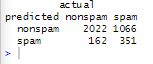 actual
predicted nonspam spam
nonspam 2022 1066
spam 162 351
>